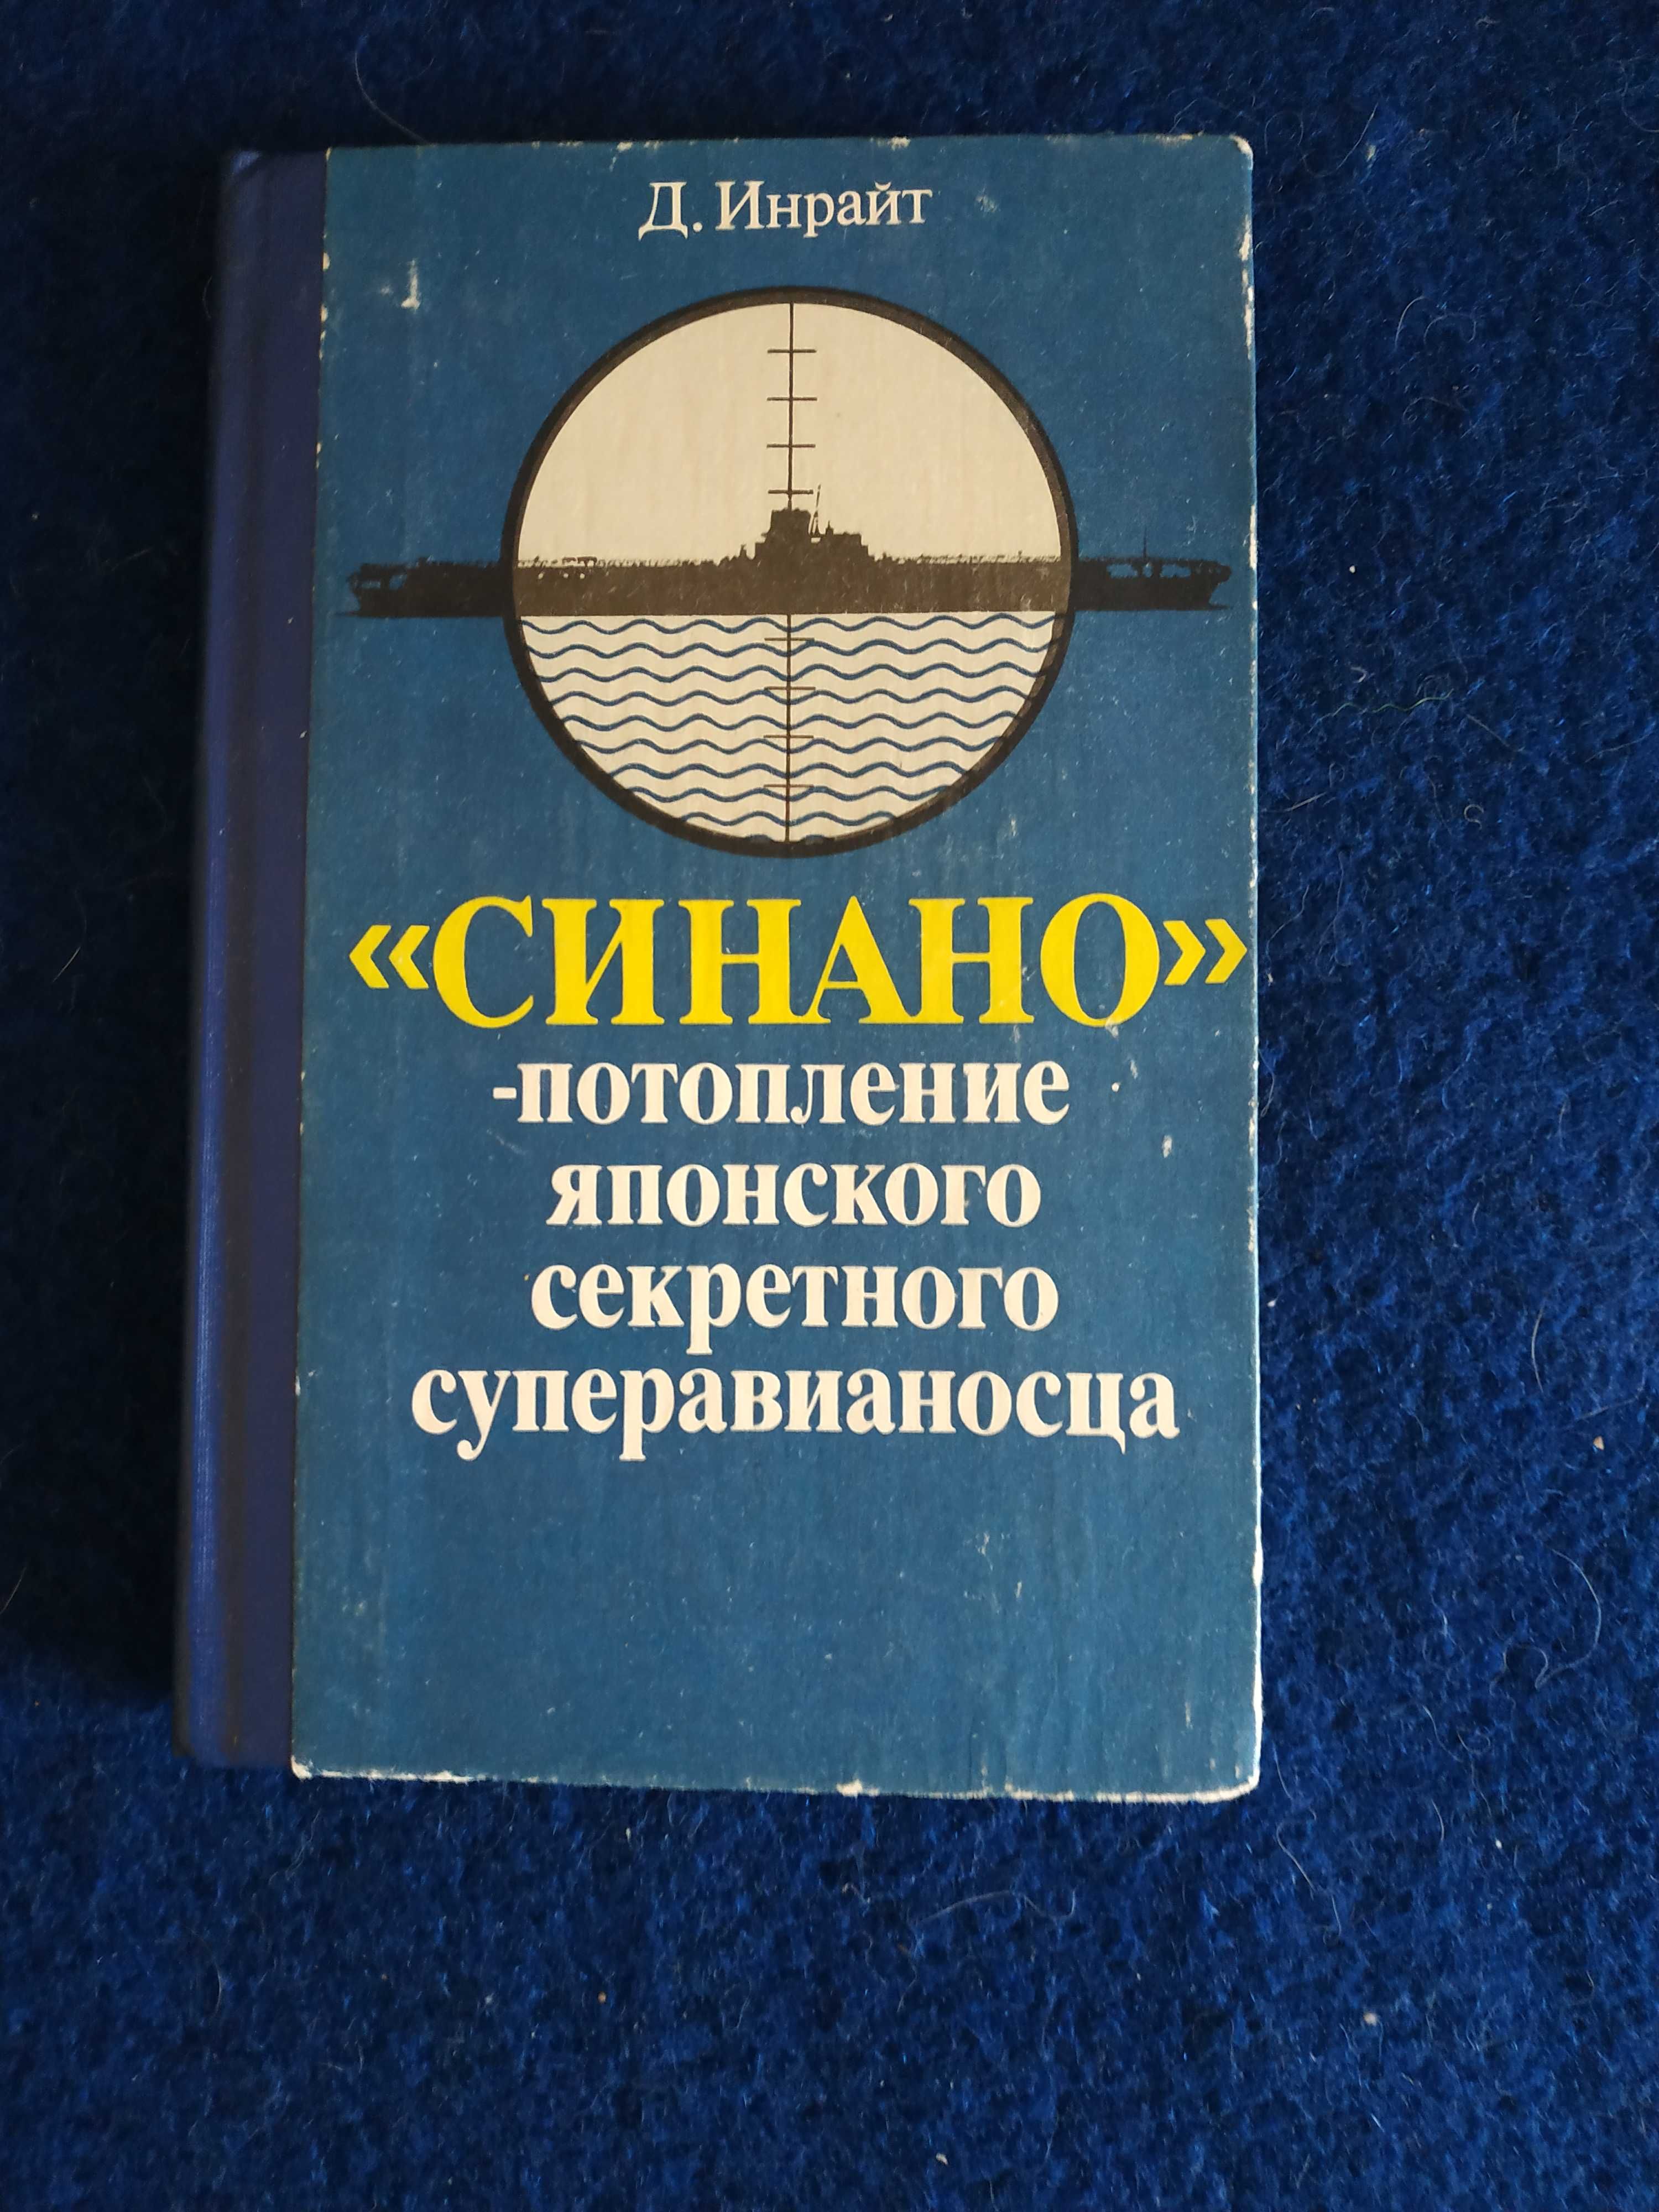 Д. Инрайт
«СИНАНО»
-потопление
японского
секретного
суперавианосца